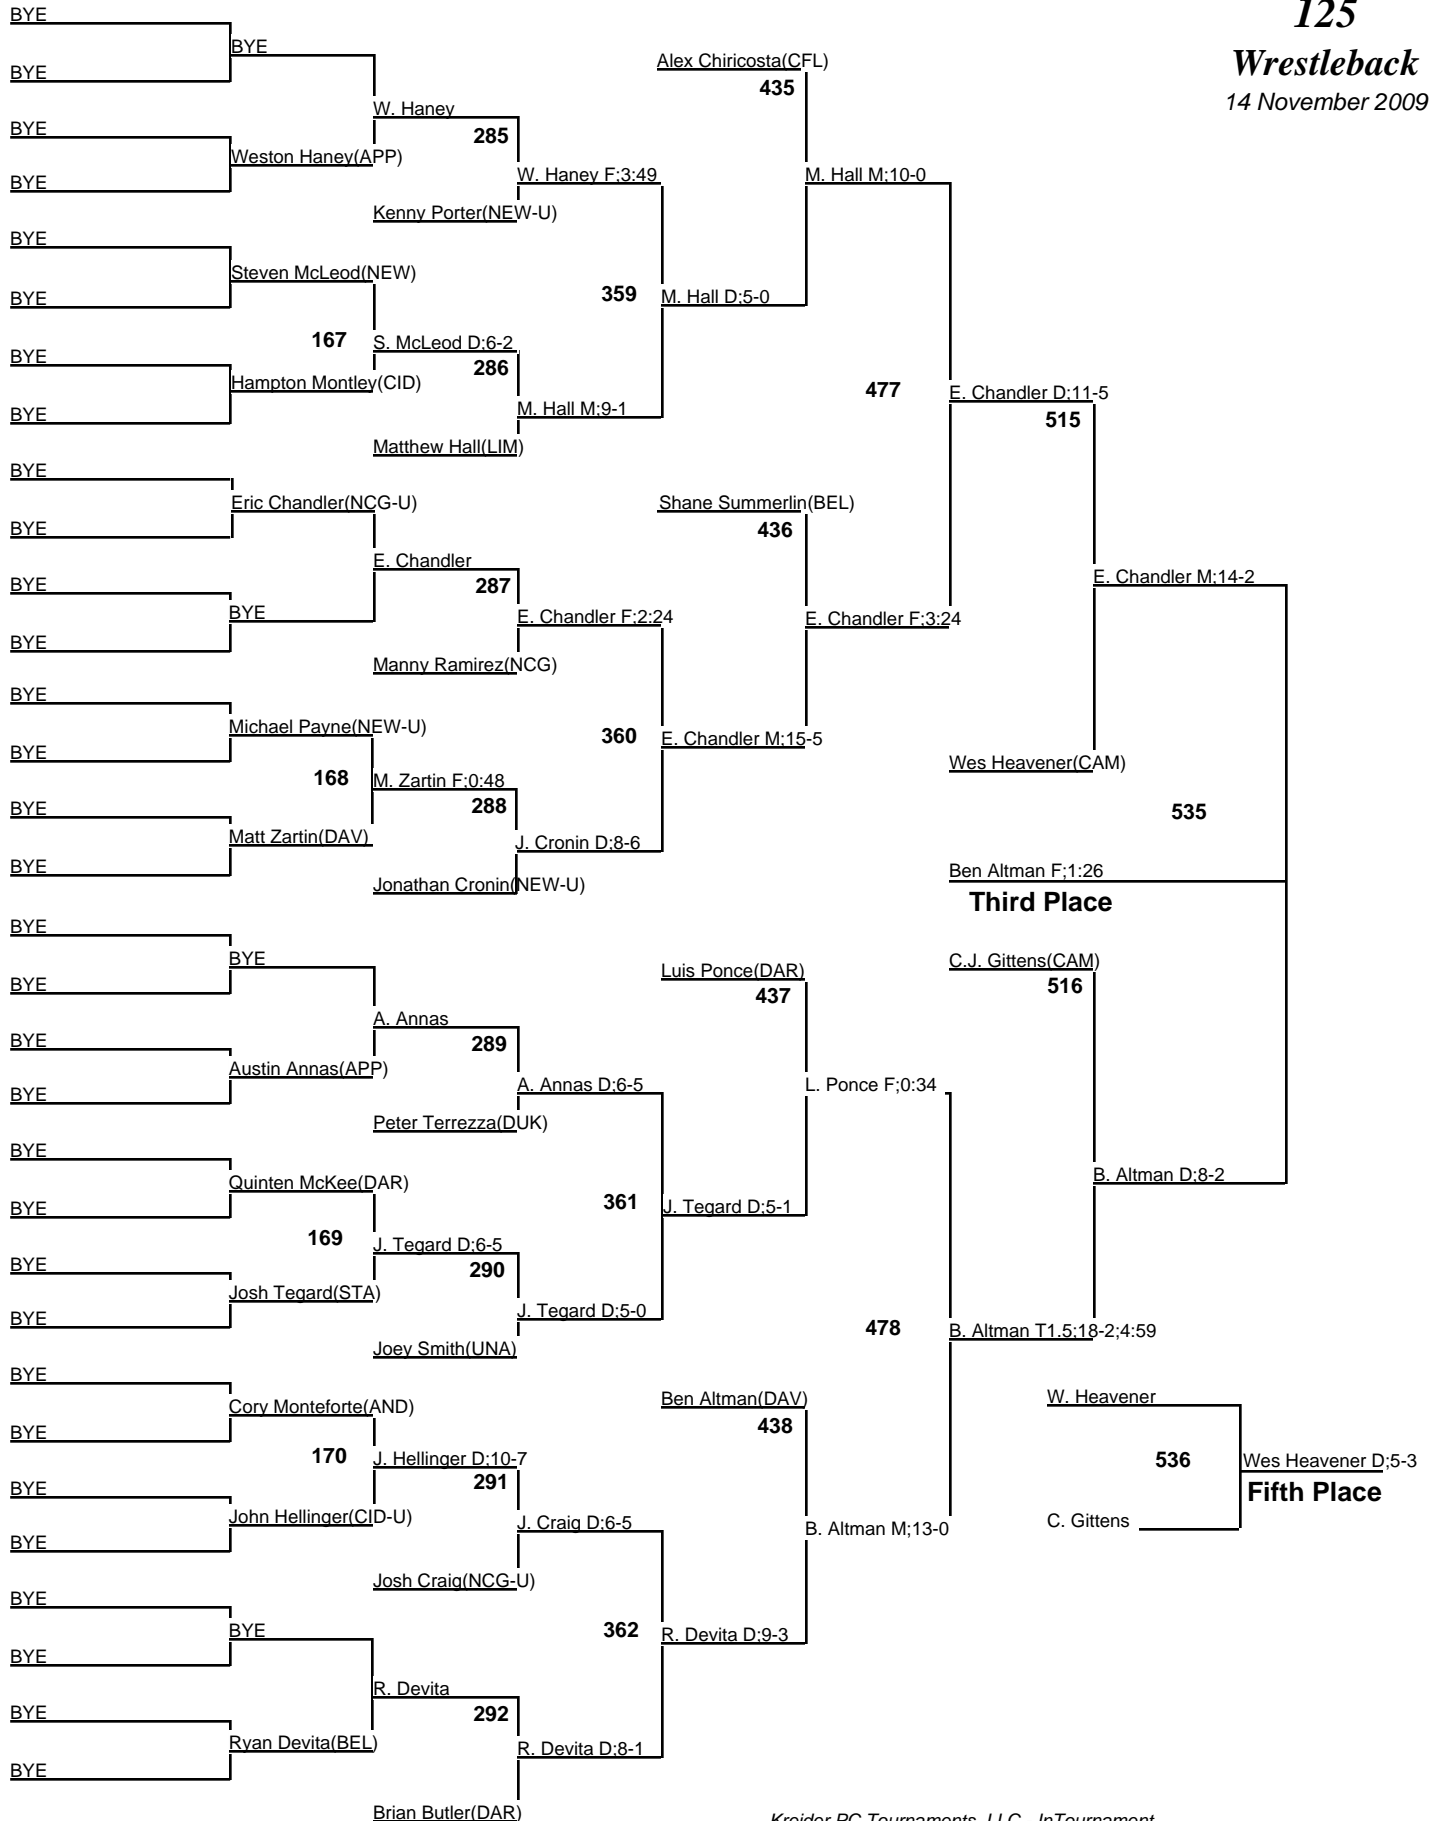 125
Wrestleback
14 November 2009
BYE
BYE
BYE
Alex Chiricosta(CFL)
435
W. Haney
285
BYE
Weston Haney(APP)
BYE
W. Haney F;3:49
M. Hall M;10-0
Kenny Porter(NEW-U)
BYE
Steven McLeod(NEW)
BYE
359
M. Hall D;5-0
167
S. McLeod D;6-2
BYE
286
Hampton Montley(CID)
477
E. Chandler D;11-5
BYE
M. Hall M;9-1
515
Matthew Hall(LIM)
BYE
Eric Chandler(NCG-U)
Shane Summerlin(BEL)
BYE
436
E. Chandler
287
E. Chandler M;14-2
BYE
BYE
E. Chandler F;2:24
E. Chandler F;3:24
BYE
Manny Ramirez(NCG)
BYE
Michael Payne(NEW-U)
360
E. Chandler M;15-5
BYE
Wes Heavener(CAM)
168
M. Zartin F;0:48
288
535
BYE
Matt Zartin(DAV)
J. Cronin D;8-6
BYE
Ben Altman F;1:26
Jonathan Cronin(NEW-U)
Third Place
BYE
BYE
C.J. Gittens(CAM)
Luis Ponce(DAR)
BYE
516
437
A. Annas
289
BYE
Austin Annas(APP)
A. Annas D;6-5
L. Ponce F;0:34
BYE
Peter Terrezza(DUK)
BYE
Quinten McKee(DAR)
B. Altman D;8-2
361
J. Tegard D;5-1
BYE
169
J. Tegard D;6-5
290
BYE
Josh Tegard(STA)
J. Tegard D;5-0
BYE
478
B. Altman T1.5;18-2;4:59
Joey Smith(UNA)
BYE
Cory Monteforte(AND)
Ben Altman(DAV)
W. Heavener
438
BYE
170
J. Hellinger D;10-7
536
Wes Heavener D;5-3
291
BYE
Fifth Place
John Hellinger(CID-U)
J. Craig D;6-5
B. Altman M;13-0
C. Gittens
BYE
Josh Craig(NCG-U)
BYE
BYE
362
R. Devita D;9-3
BYE
R. Devita
292
BYE
Ryan Devita(BEL)
R. Devita D;8-1
BYE
Brian Butler(DAR)
Kreider PC Tournaments, LLC - InTournament